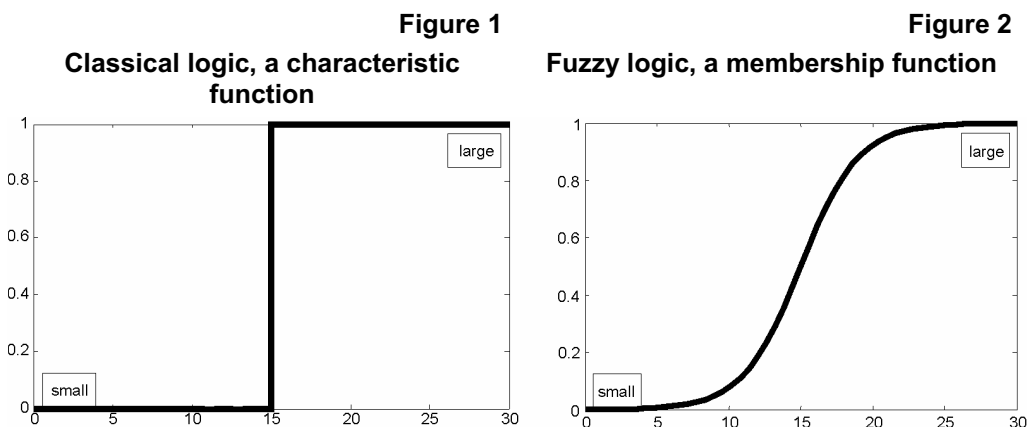 Figure 1
Classical logic, a characteristic
function
1
0.8
0.6
0.4
0.2
0
large
small
0 5 10 15 20 25 30
Figure 2
Fuzzy logic, a membership function
1
0.8
0.6
0.4
0.2
0
large
small
0 5 10 15 20 25 30